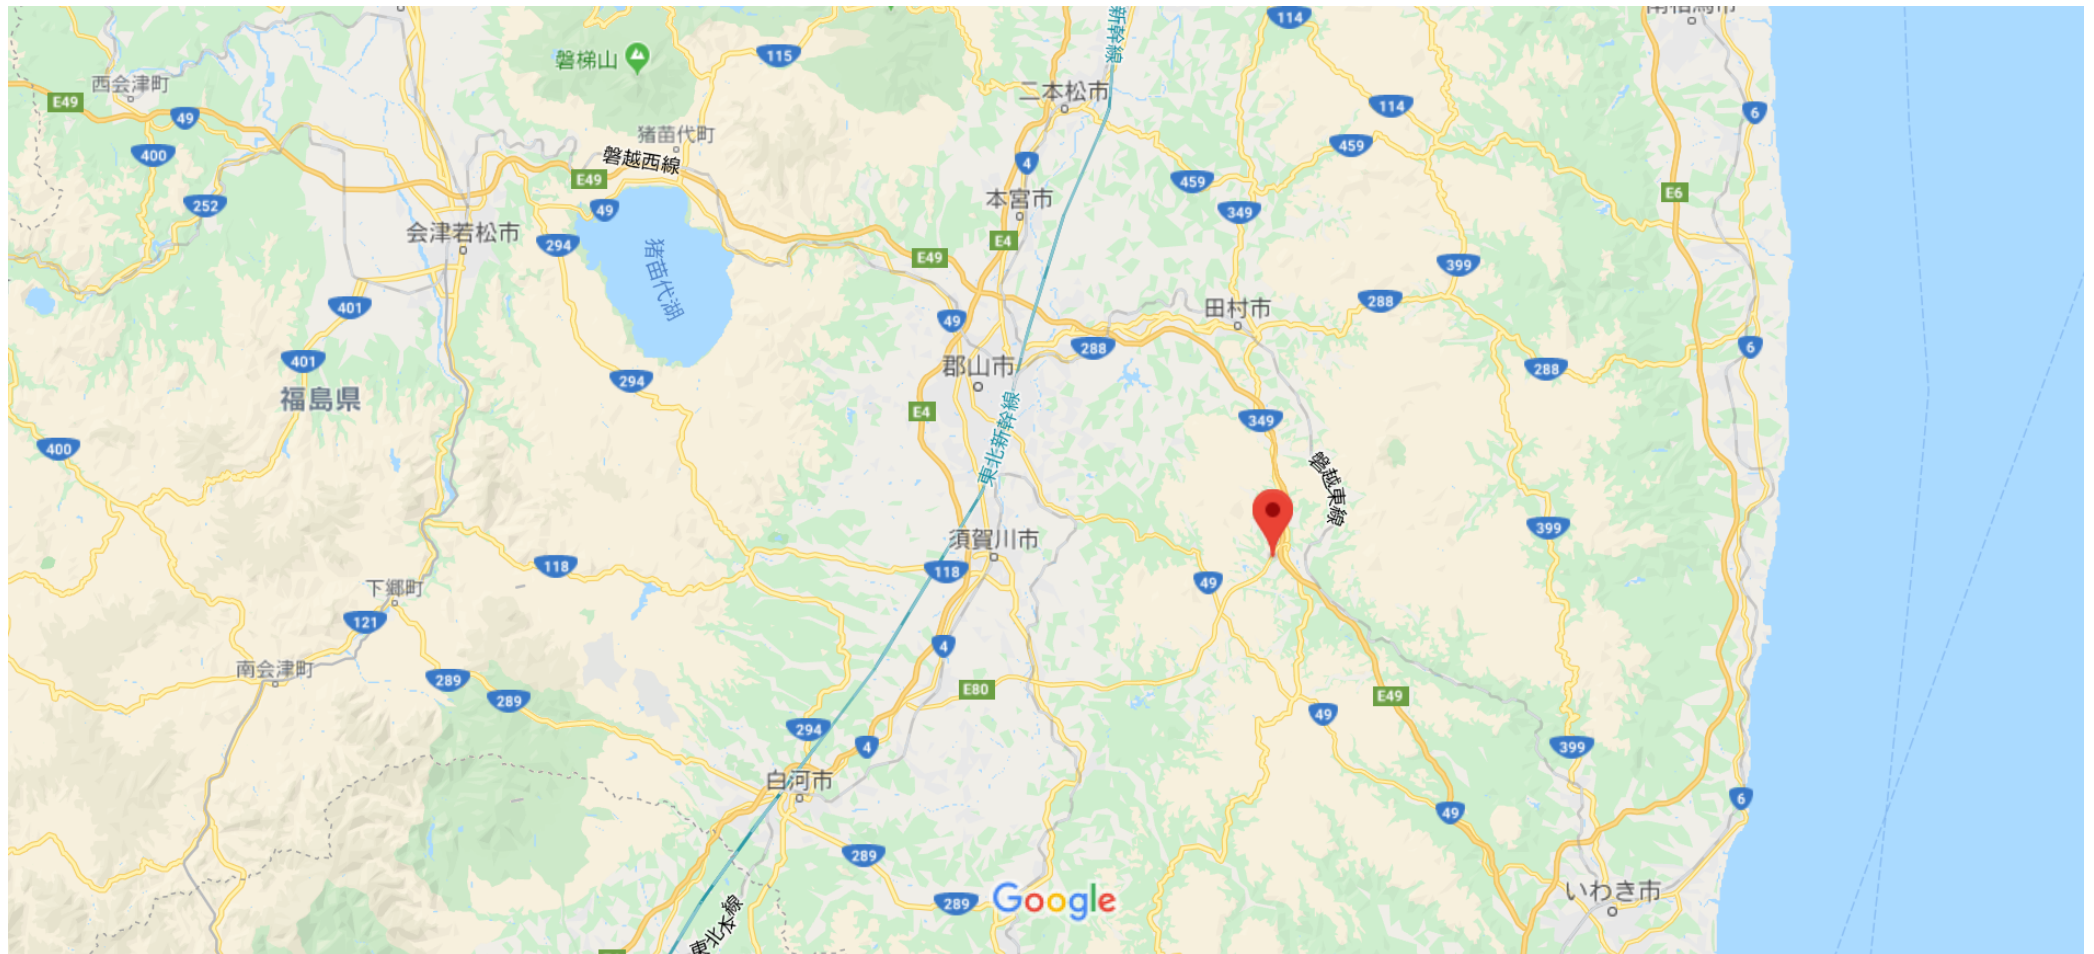 南相馬市
114
新幹線
磐梯山
115
西会津町
二本松市
E49
49
114
6
400
猪苗代町
459
磐越西線
4
E49
459
E6
252
49
本宮市
349
会津若松市
294
E4
猪苗代湖
E49
399
401
田村市
288
49
288
6
401
郡山市
288
294
福島県
E4
349
東北新幹線
400
磐越東線
399
須賀川市
118
118
49
下郷町
121
4
南会津町
289
E80
289
E49
294
49
4
399
白河市
6
49
289
いわき市
289
Google
東北本線